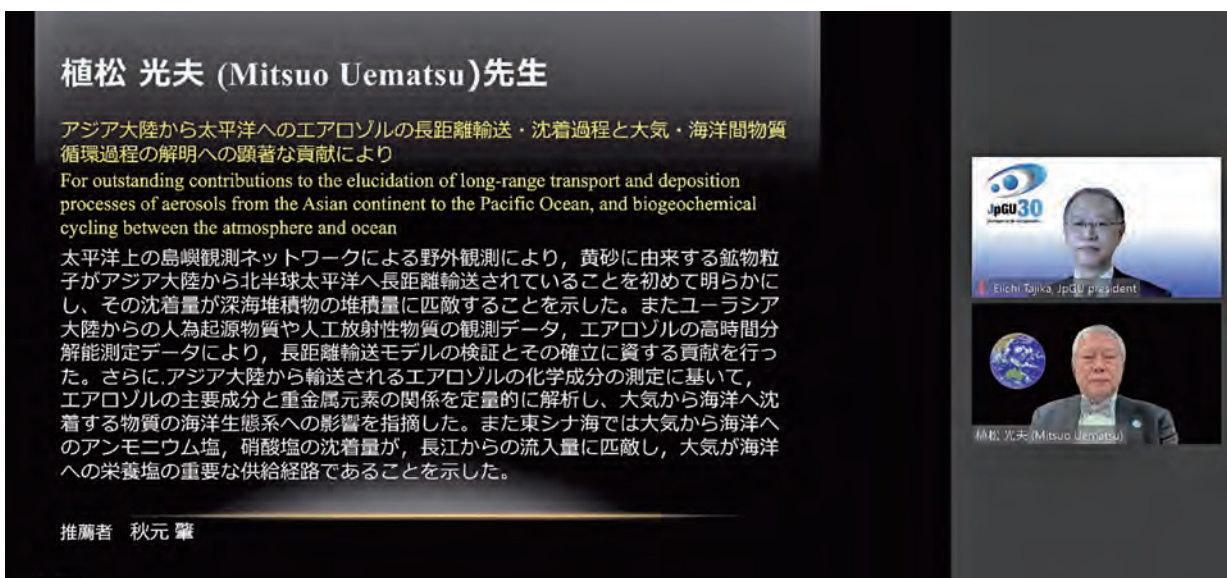 植松 光夫 (Mitsuo Uematsu)先生
アジア大陸から太平洋へのエアロゾルの長距離輸送・沈着過程と大気・海洋間物質
循環過程の解明への顕著な貢献により
For outstanding contributions to the elucidation of long-range transport and deposition
processes of aerosols from the Asian continent to the Pacific Ocean, and biogeochemical
cycling between the atmosphere and ocean
太平洋上の島嶼観測ネットワークによる野外観測により，黄砂に由来する鉱物粒
子がアジア大陸から北半球太平洋へ長距離輸送されていることを初めて明らかに
し、その沈着量が深海堆積物の堆積量に匹敵することを示した。またユーラシア
大陸からの人為起源物質や人工放射性物質の観測データ，エアロゾルの高時間分
解能測定データにより，長距離輸送モデルの検証とその確立に資する貢献を行っ
た。さらに.アジア大陸から輸送されるエアロゾルの化学成分の測定に基いて，
エアロゾルの主要成分と重金属元素の関係を定量的に解析し、大気から海洋へ沈
着する物質の海洋生態系への影響を指摘した。また東シナ海では大気から海洋へ
のアンモニウム塩，硝酸塩の沈着量が，長江からの流入量に匹敵し，大気が海洋
への栄養塩の重要な供給経路であることを示した。
推薦者 秋元 肇
JpGU30
Eiichi Tajika, JpGU president
植松 光夫 (Mitsuo Uematsu)